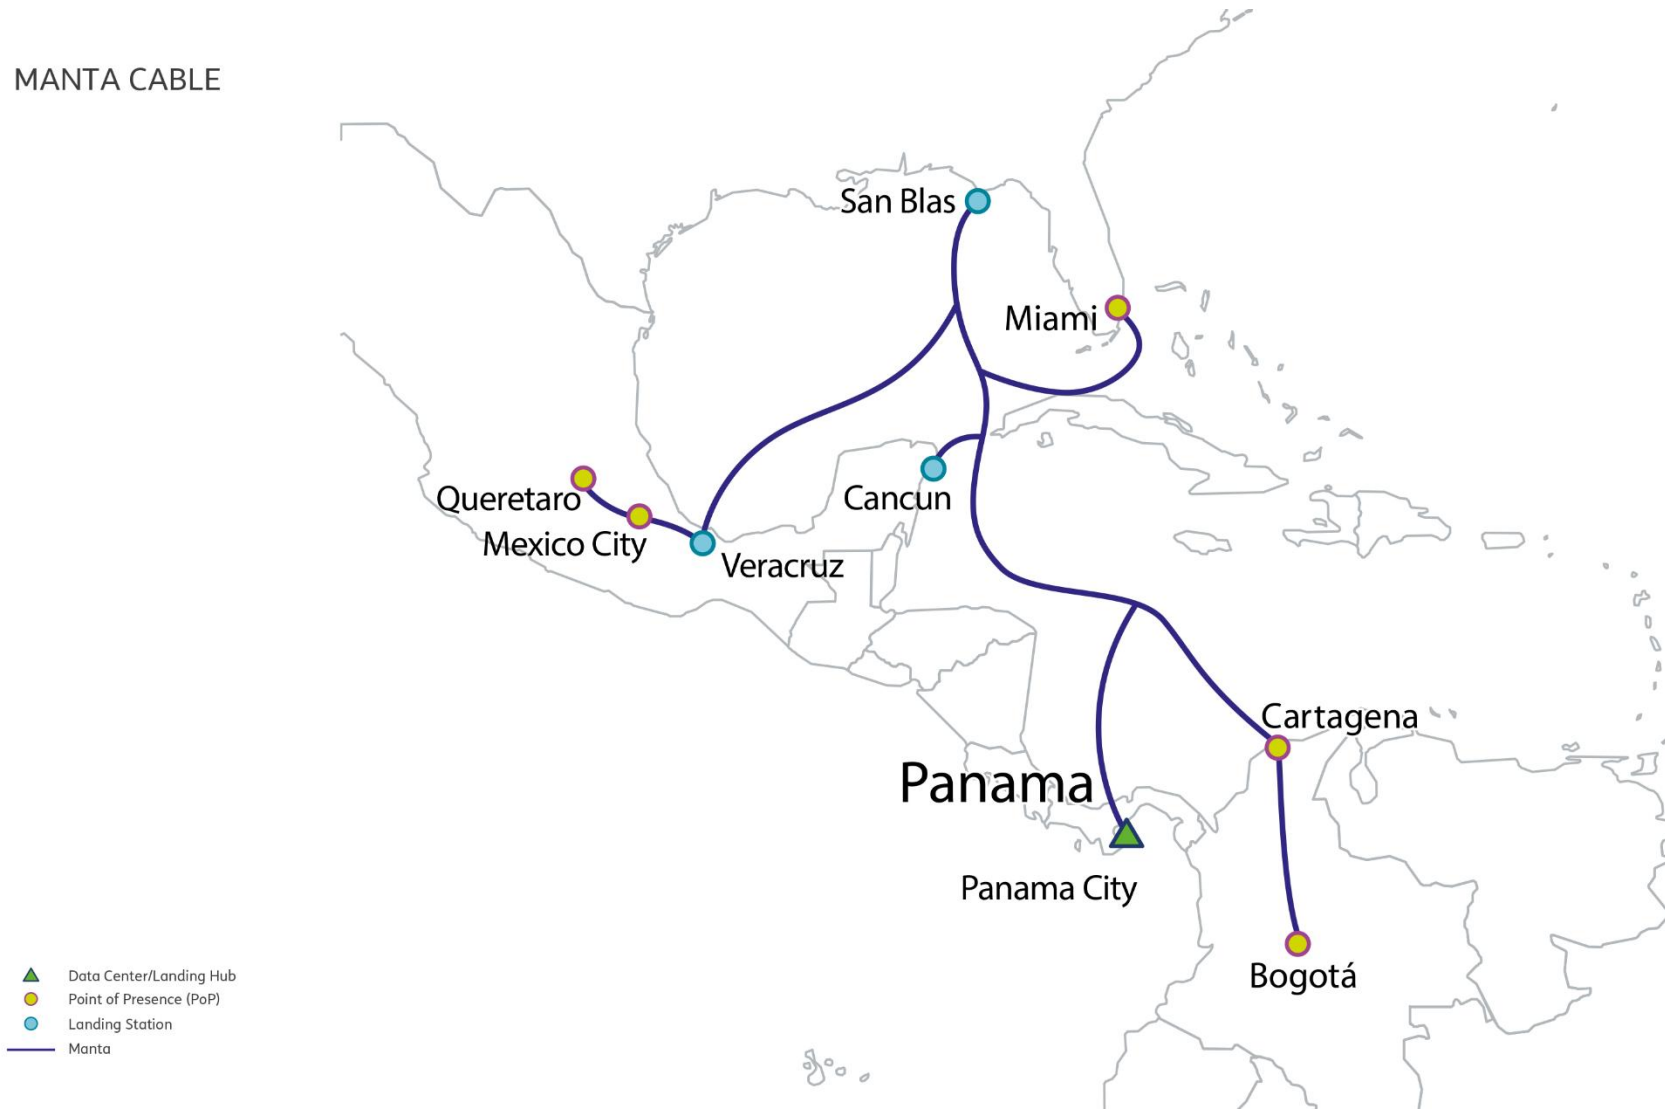 MANTA CABLE
San Blas
Miami
Queretaro
Cancun
Mexico City
Veracruz
Cartagena
Panama
Panama City
Bogotá
Data Center/Landing Hub
Point of Presence (PoP)
Landing Station
Manta